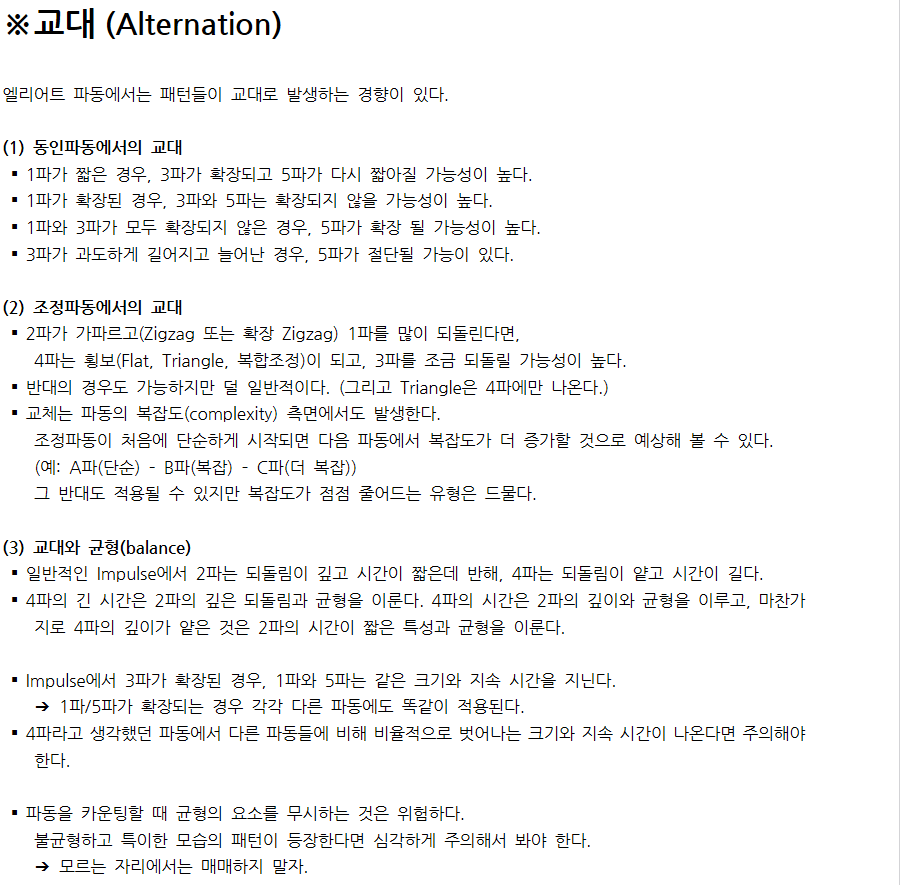 ※교대 (Alternation)
엘리어트 파동에서는 패턴들이 교대로 발생하는 경향이 있다.
(1) 동인파동에서의 교대
▪ 1파가 짧은 경우, 3파가 확장되고 5파가 다시 짧아질 가능성이 높다.
▪ 1파가 확장된 경우, 3파와 5파는 확장되지 않을 가능성이 높다.
▪ 1파와 3파가 모두 확장되지 않은 경우, 5파가 확장 될 가능성이 높다.
▪ 3파가 과도하게 길어지고 늘어난 경우, 5파가 절단될 가능이 있다.
(2) 조정파동에서의 교대
▪ 2파가 가파르고(Zigzag 또는 확장 Zigzag) 1파를 많이 되돌린다면,
4파는 횡보(Flat, Triangle, 복합조정)이 되고, 3파를 조금 되돌릴 가능성이 높다.
▪ 반대의 경우도 가능하지만 덜 일반적이다. (그리고 Triangle은 4파에만 나온다.)
▪ 교체는 파동의 복잡도(complexity) 측면에서도 발생한다.
조정파동이 처음에 단순하게 시작되면 다음 파동에서 복잡도가 더 증가할 것으로 예상해 볼 수 있다.
(예: A파(단순) - B파(복잡) - C파(더 복잡))
그 반대도 적용될 수 있지만 복잡도가 점점 줄어드는 유형은 드물다.
(3) 교대와 균형(balance)
▪ 일반적인 Impulse에서 2파는 되돌림이 깊고 시간이 짧은데 반해, 4파는 되돌림이 얕고 시간이 길다.
▪ 4파의 긴 시간은 2파의 깊은 되돌림과 균형을 이룬다. 4파의 시간은 2파의 깊이와 균형을 이루고, 마찬가
지로 4파의 깊이가 얕은 것은 2파의 시간이 짧은 특성과 균형을 이룬다.
▪ Impulse에서 3파가 확장된 경우, 1파와 5파는 같은 크기와 지속 시간을 지닌다.
➔ 1파/5파가 확장되는 경우 각각 다른 파동에도 똑같이 적용된다.
▪ 4파라고 생각했던 파동에서 다른 파동들에 비해 비율적으로 벗어나는 크기와 지속 시간이 나온다면 주의해야
한다.
▪ 파동을 카운팅할 때 균형의 요소를 무시하는 것은 위험하다.
불균형하고 특이한 모습의 패턴이 등장한다면 심각하게 주의해서 봐야 한다.
➔ 모르는 자리에서는 매매하지 말자.